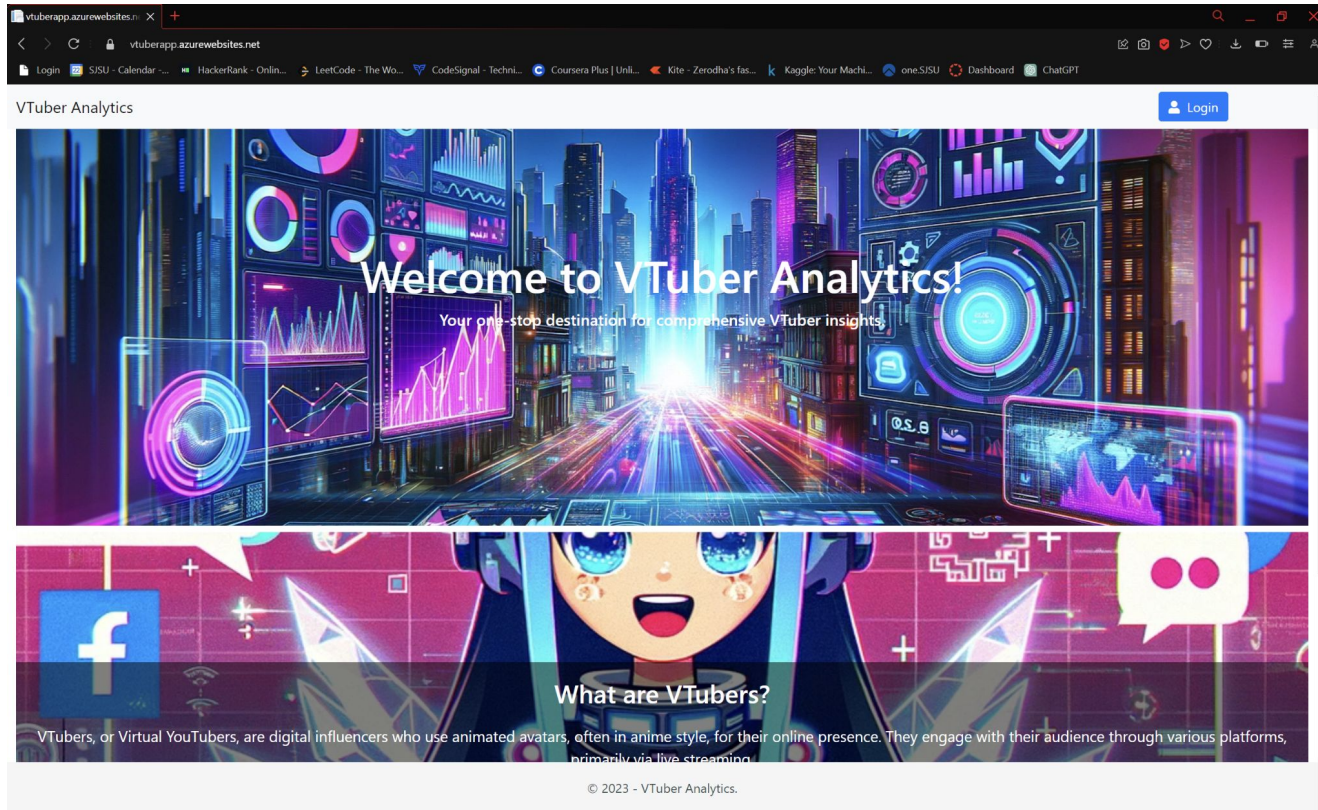 vtuberapp.azurewebsites.ne
vtuberapp.azurewebsites.net
Login SJSU - Calendar -... HackerRank - Onlin... LeetCode - The Wo... CodeSignal - Techni... Coursera Plus | Unli... Kite - Zerodha's fas... Kaggle: Your Machi... one.SJSU Dashboard ChatGPT
VTuber Analytics
Login
Welcome to VTuber Analytics!
Your one-stop destination for comprehensive VTuber insights.
What are VTubers?
VTubers, or Virtual YouTubers, are digital influencers who use animated avatars, often in anime style, for their online presence. They engage with their audience through various platforms,
primarily via live streaming
© 2023 - VTuber Analytics.